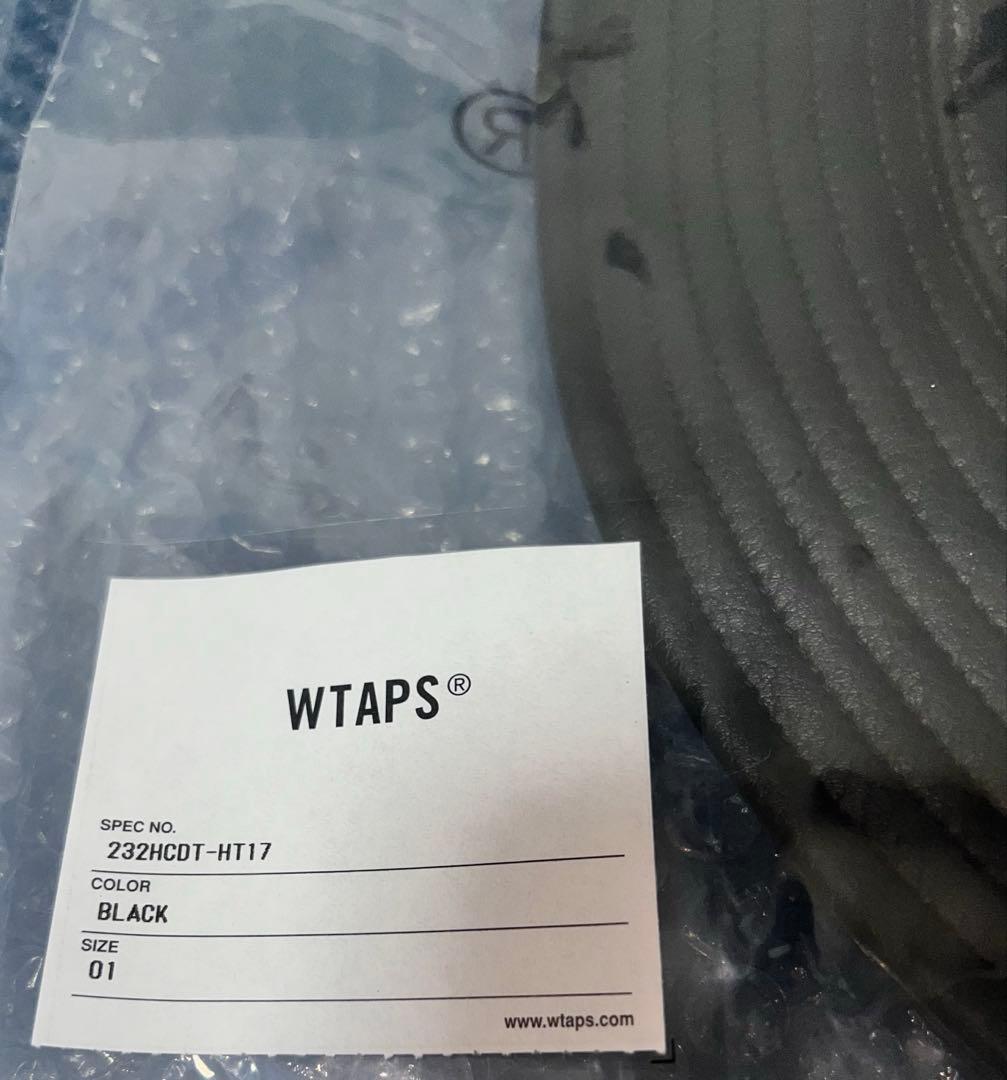 WTAPS®
SPEC NO.
232HCDT-HT17
COLOR
BLACK
SIZE
01
www.wtaps.com